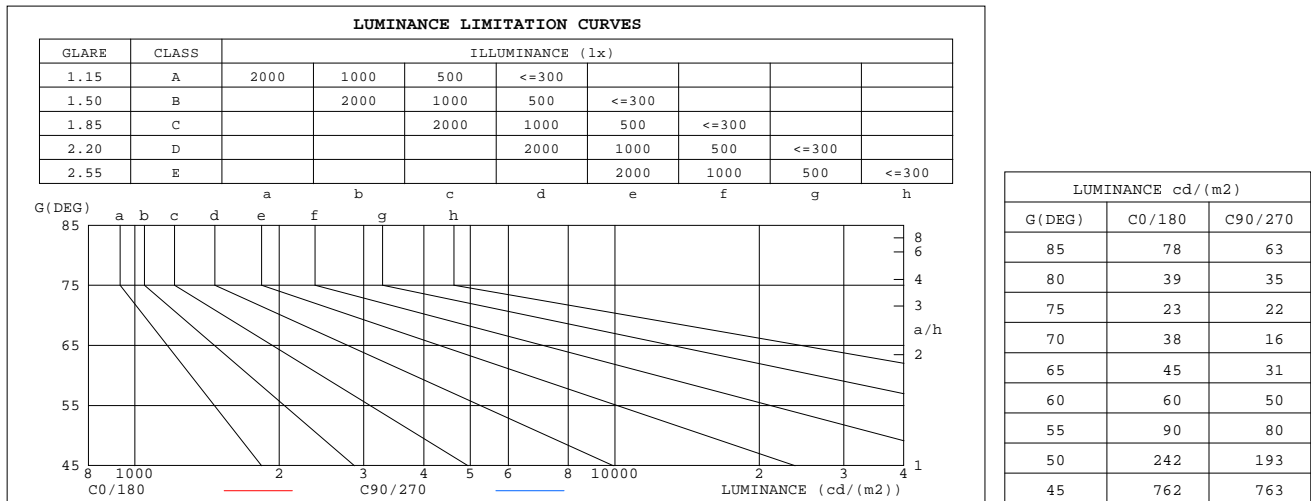 LUMINANCE LIMITATION CURVES
GLARE CLASS ILLUMINANCE (lx)
1.15 A 2000 1000 500 <=300
1.50 B 2000 1000 500 <=300
1.85 C 2000 1000 500 <=300
2.20 D 2000 1000 500 <=300
2.55 E 2000 1000 500 <=300
a b c d e f g h
G(DEG)
a b c d e f g h
85
75
65
55
45
8
6
4
3
a/h
2
1
8 1000 2 3 4 5 6 8 10000 2 3 4
C0/180 C90/270 LUMINANCE (cd/(m2))
LUMINANCE cd/(m2)
G(DEG) C0/180 C90/270
85 78 63
80 39 35
75 23 22
70 38 16
65 45 31
60 60 50
55 90 80
50 242 193
45 762 763